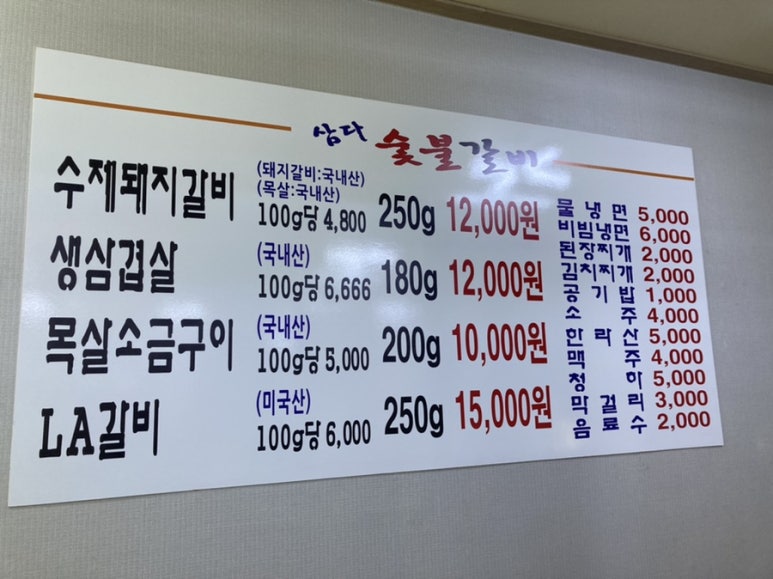 삼다 숯불갈비
수제돼지갈비 (돼지갈비:국내산) (목살:국내산) 100g당 4,800 250g 12,000원
생삼겹살 (국내산) 100g당 6,666 180g 12,000원
목살소금구이 (국내산) 100g당 5,000 200g 10,000원
LA갈비 (미국산) 100g당 6,000 250g 15,000원
물냉면 5,000
비빔냉면 6,000
된장찌개 2,000
김치찌개 2,000
공기밥 1,000
소주 4,000
한라산 5,000
맥주 4,000
청하 5,000
막걸리 3,000
음료수 2,000